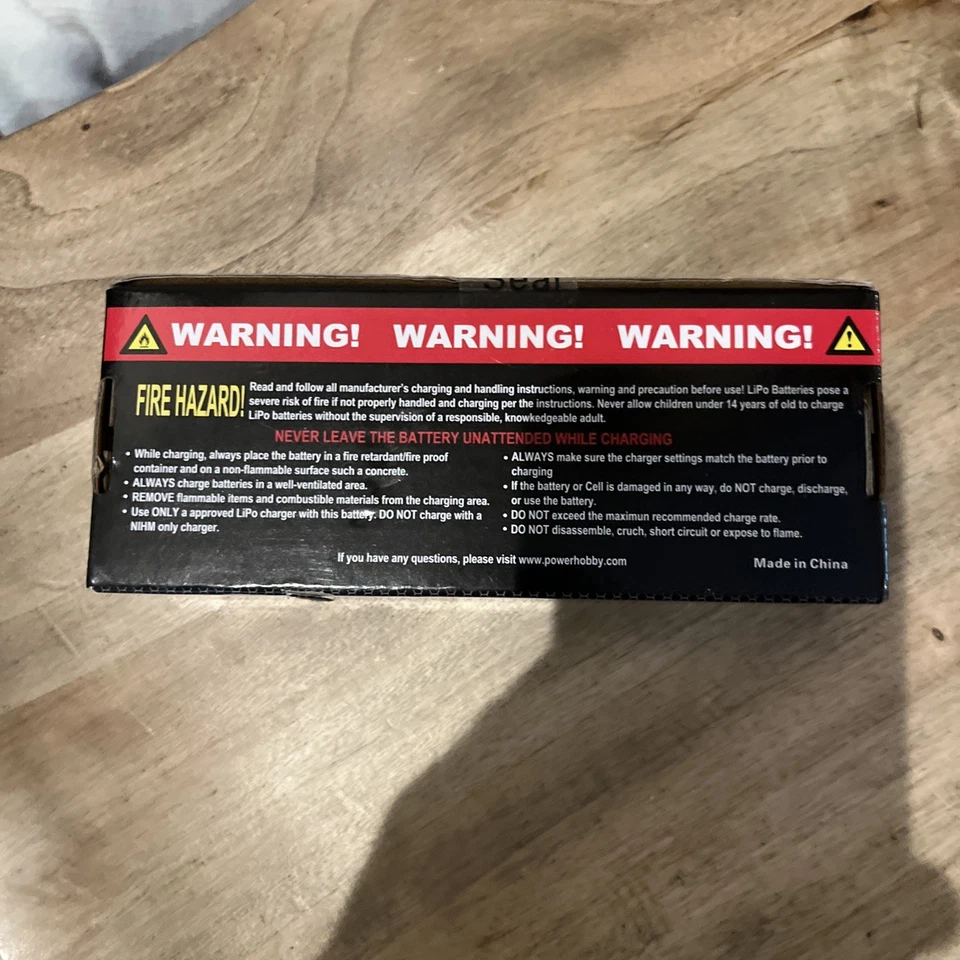 Seal
WARNING! WARNING! WARNING!
FIRE HAZARD!
Read and follow all manufacturer's charging and handling instructions, warning and precaution before use! LiPo Batteries pose a
severe risk of fire if not properly handled and charging per the instructions. Never allow children under 14 years of old to charge
LiPo batteries without the supervision of a responsible, knowkedgeable adult.
NEVER LEAVE THE BATTERY UNATTENDED WHILE CHARGING
• While charging, always place the battery in a fire retardant/fire proof
container and on a non-flammable surface such a concrete.
• ALWAYS charge batteries in a well-ventilated area.
• REMOVE flammable items and combustible materials from the charging area.
• Use ONLY a approved LiPo charger with this battery. DO NOT charge with a
NIHM only charger.
• ALWAYS make sure the charger settings match the battery prior to
charging
• If the battery or Cell is damaged in any way, do NOT charge, discharge,
or use the battery.
• DO NOT exceed the maximun recommended charge rate.
• DO NOT disassemble, cruch, short circuit or expose to flame.
If you have any questions, please visit www.powerhobby.com
Made in China